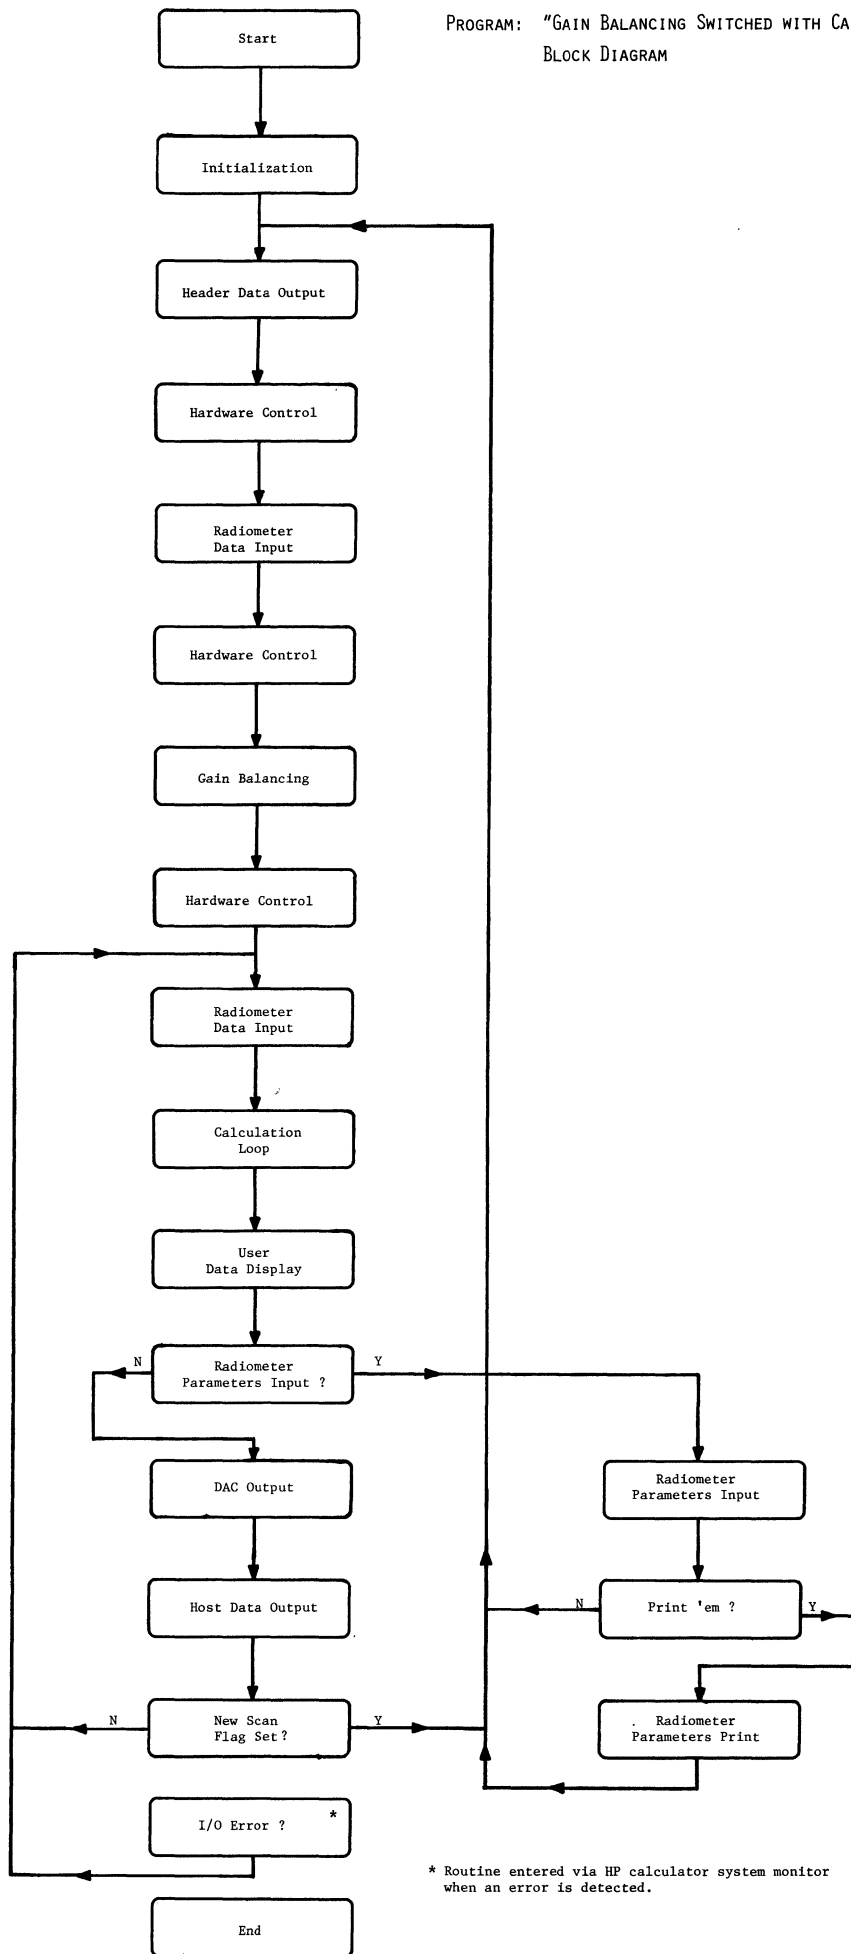 PROGRAM: "GAIN BALANCING SWITCHED WITH CA
BLOCK DIAGRAM
Start
Initialization
Header Data Output
Hardware Control
Radiometer
Data Input
Hardware Control
Gain Balancing
Hardware Control
Radiometer
Data Input
Calculation
Loop
User
Data Display
N
Radiometer
Parameters Input ?
Y
DAC Output
Radiometer
Parameters Input
Host Data Output
N
Print 'em ?
Y
N
New Scan
Flag Set ?
Y
Radiometer
Parameters Print
I/O Error ? *
* Routine entered via HP calculator system monitor
when an error is detected.
End